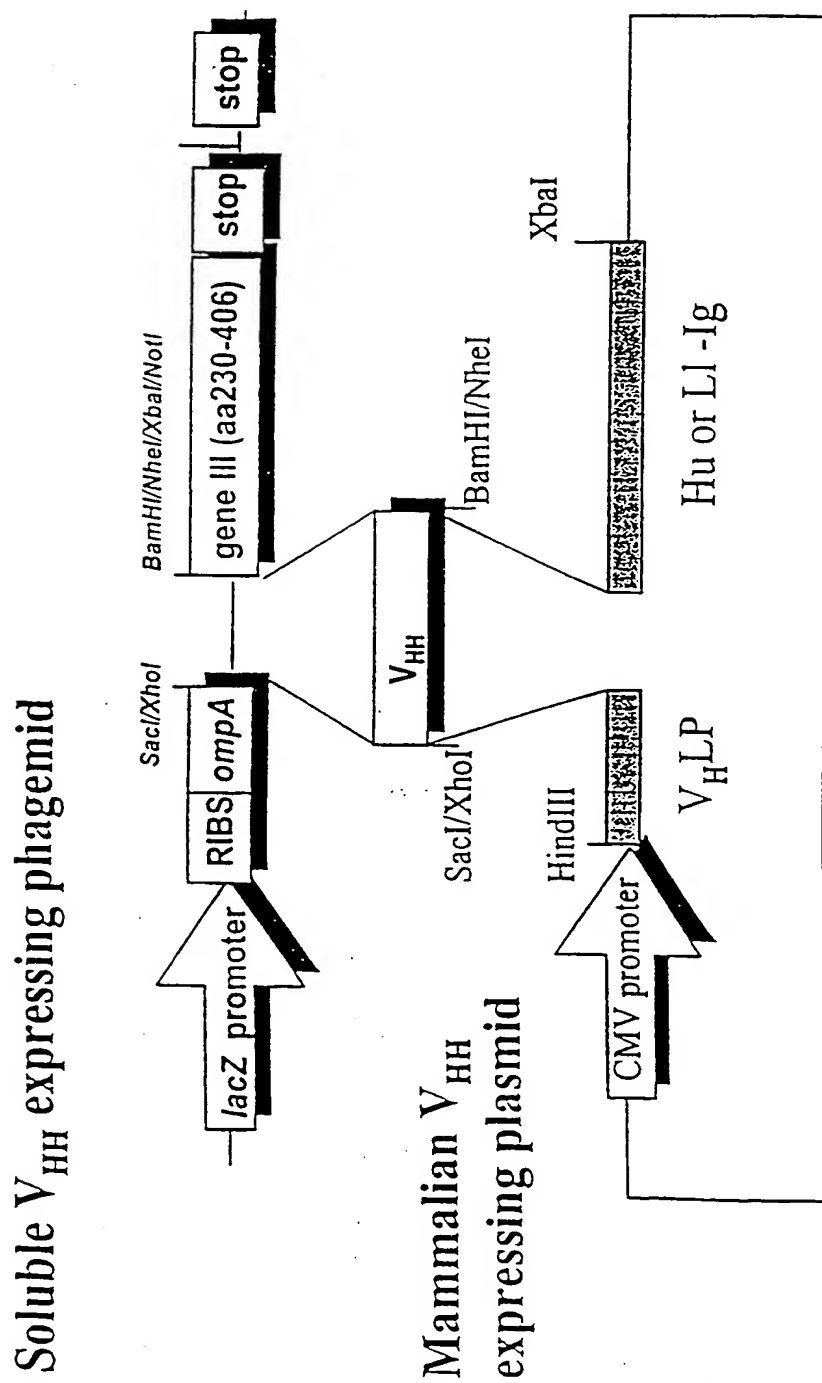 Soluble V_HH expressing phagemid
SacI/XhoI
BamHI/NheI/XbaI/NotI
lacZ promoter
RIBS
ompA
gene III (aa230-406)
stop
stop
V_HH
SacI/XhoI
BamHI/NheI
Mammalian V_HH
expressing plasmid
HindIII
XbaI
CMV promoter
V_HLP
Hu or Ll -Ig